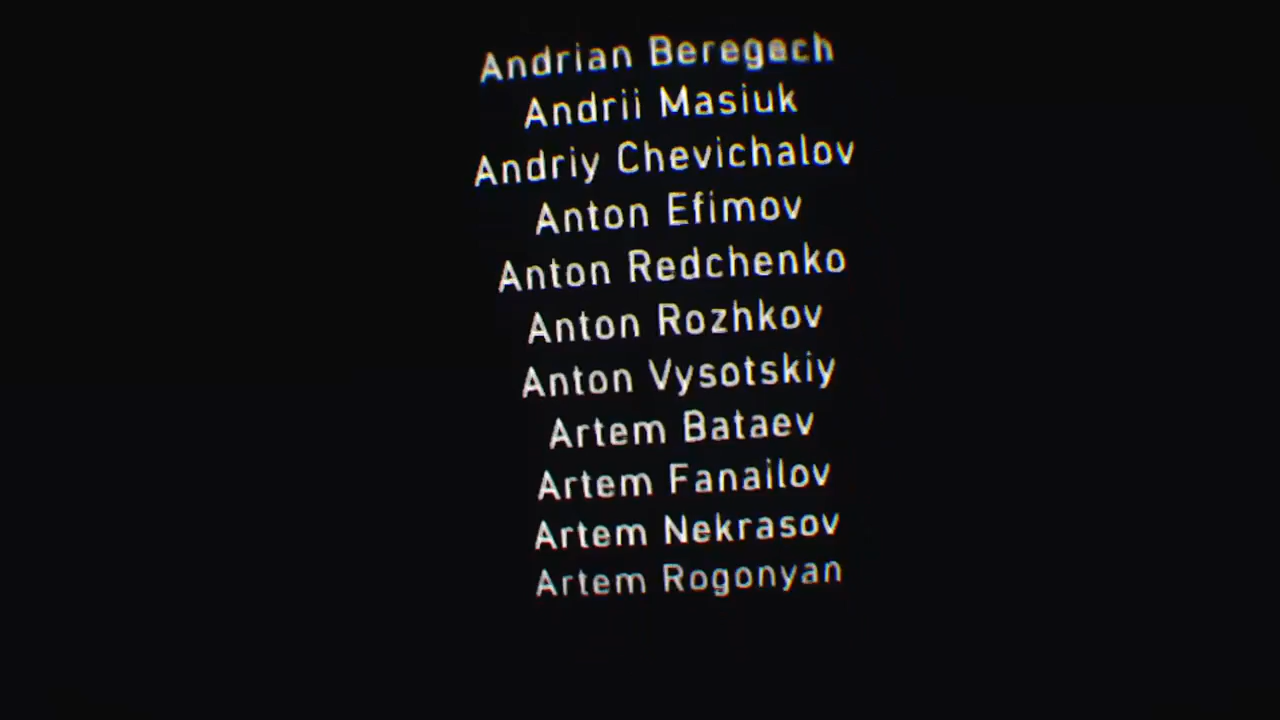 Andrian Beregech
Andrii Masiuk
Andriy Chevichalov
Anton Efimov
Anton Redchenko
Anton Rozhkov
Anton Vysotskiy
Artem Bataev
Artem Fanailov
Artem Nekrasov
Artem Rogonyan